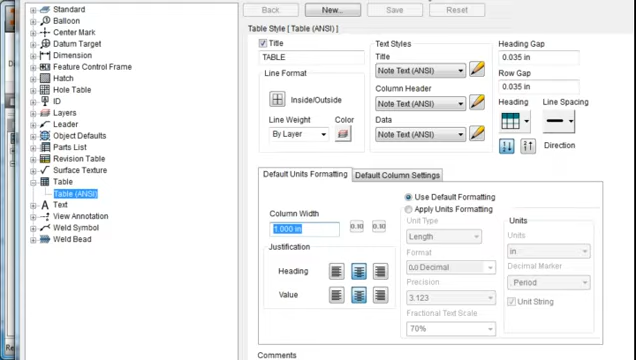 Standard
Balloon
Center Mark
Datum Target
Dimension
Feature Control Frame
Hatch
Hole Table
ID
Layers
Leader
Object Defaults
Parts List
Revision Table
Surface Texture
Table
Table (ANSI)
Text
View Annotation
Weld Symbol
Weld Bead
Back
New...
Save
Reset
Table Style [ Table (ANSI) ]
Title
TABLE
Line Format
Inside/Outside
Line Weight
Color
By Layer
Text Styles
Title
Note Text (ANSI)
Column Header
Note Text (ANSI)
Data
Note Text (ANSI)
Heading Gap
0.035 in
Row Gap
0.035 in
Heading
Line Spacing
Direction
Default Units Formatting
Default Column Settings
Column Width
1.000 in
Justification
Heading
Value
Use Default Formatting
Apply Units Formatting
Unit Type
Length
Format
0.0 Decimal
Precision
3.123
Fractional Text Scale
70%
Units
Units:
in
Decimal Marker
. Period
Unit String
Comments